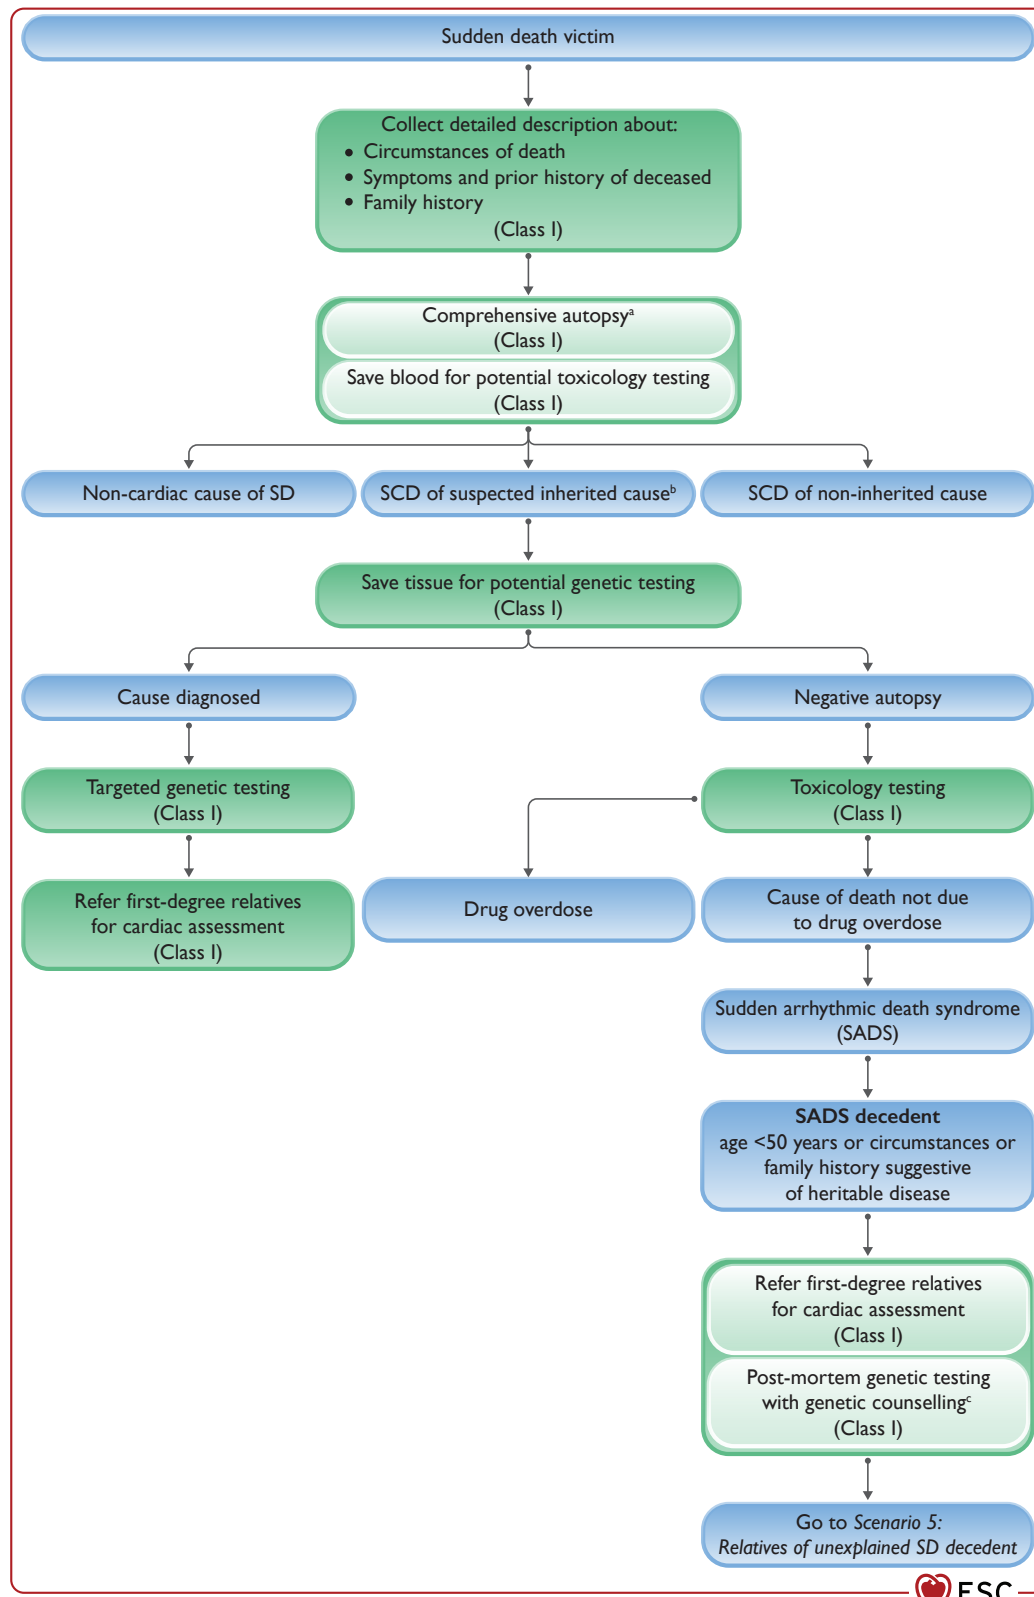 Sudden death victim
Collect detailed description about:
• Circumstances of death
• Symptoms and prior history of deceased
• Family history
(Class I)
Comprehensive autopsyᵃ
(Class I)
Save blood for potential toxicology testing
(Class I)
Non-cardiac cause of SD
SCD of suspected inherited causeᵇ
SCD of non-inherited cause
Save tissue for potential genetic testing
(Class I)
Cause diagnosed
Negative autopsy
Targeted genetic testing
(Class I)
Toxicology testing
(Class I)
Refer first-degree relatives
for cardiac assessment
(Class I)
Drug overdose
Cause of death not due
to drug overdose
Sudden arrhythmic death syndrome
(SADS)
SADS decedent
age <50 years or circumstances or
family history suggestive
of heritable disease
Refer first-degree relatives
for cardiac assessment
(Class I)
Post-mortem genetic testing
with genetic counsellingᶜ
(Class I)
Go to Scenario 5:
Relatives of unexplained SD decedent
ESC